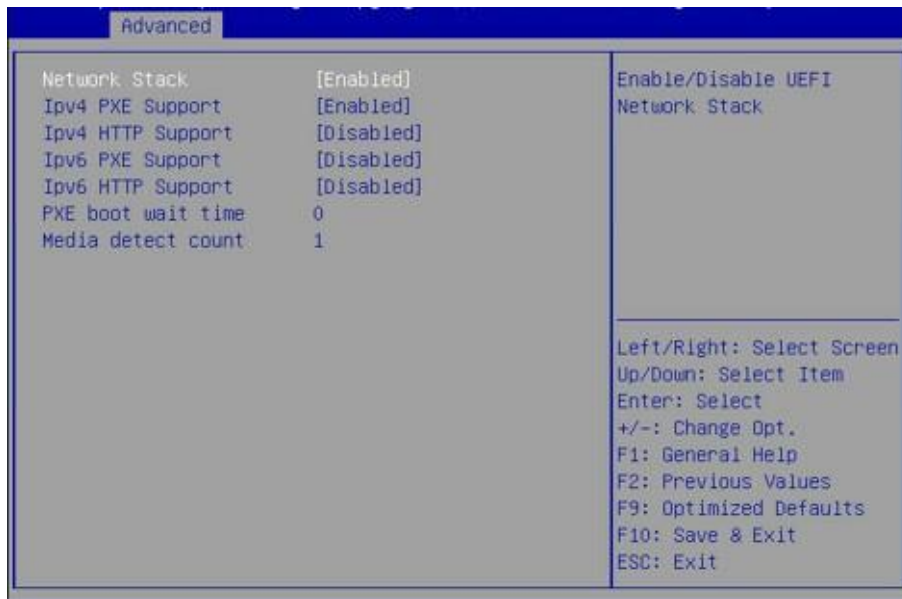 Advanced
Network Stack [Enabled]
Ipv4 PXE Support [Enabled]
Ipv4 HTTP Support [Disabled]
Ipv6 PXE Support [Disabled]
Ipv6 HTTP Support [Disabled]
PXE boot wait time 0
Media detect count 1
Enable/Disable UEFI
Network Stack
Left/Right: Select Screen
Up/Down: Select Item
Enter: Select
+/-: Change Opt.
F1: General Help
F2: Previous Values
F9: Optimized Defaults
F10: Save & Exit
ESC: Exit